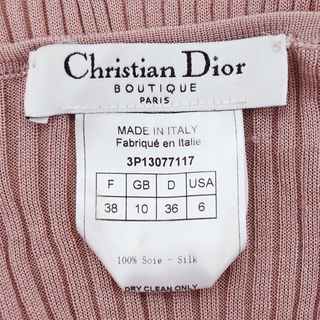 Christian Dior
BOUTIQUE
PARIS
MADE IN ITALY
Fabriqué en Italie
3P13077117
F GB D USA
38 10 36 6
100% Soie - Silk
DRY CLEAN ONLY